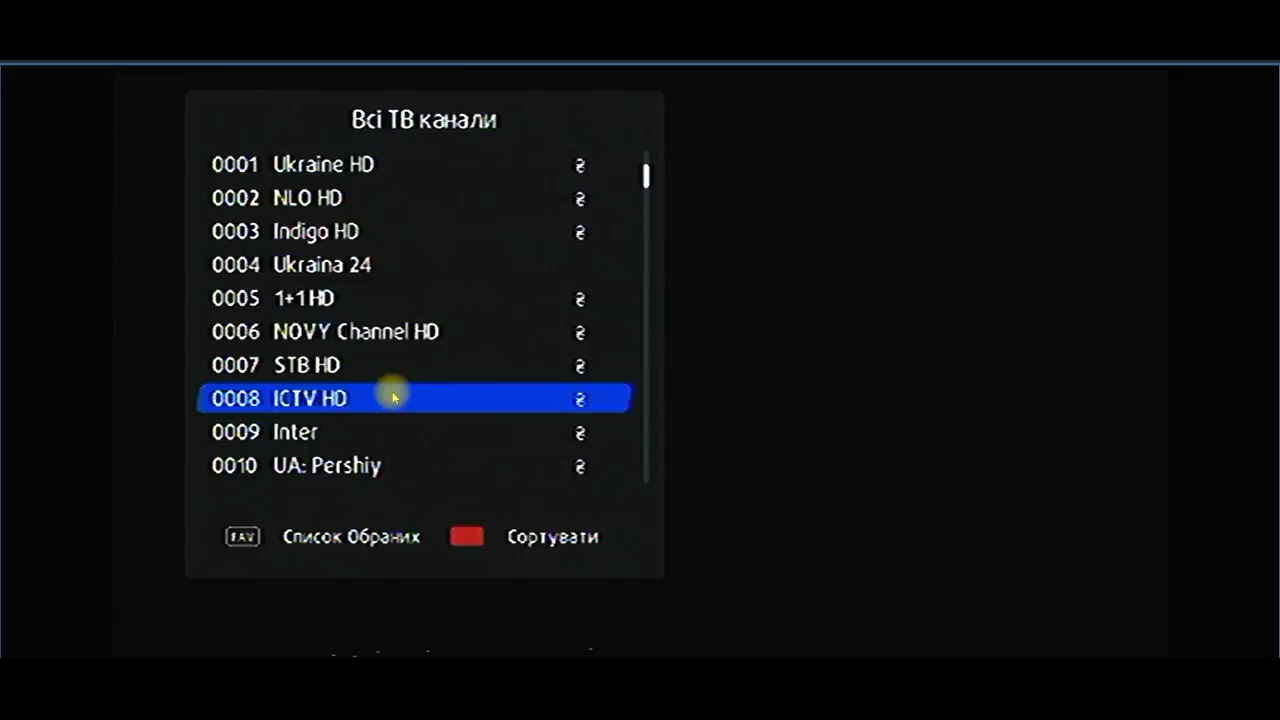 Всі ТВ канали
0001 Ukraine HD ₴
0002 NLO HD ₴
0003 Indigo HD ₴
0004 Ukraina 24
0005 1+1 HD ₴
0006 NOVY Channel HD ₴
0007 STB HD ₴
0008 ICTV HD ₴
0009 Inter ₴
0010 UA: Pershiy ₴
FAV Список Обраних Сортувати